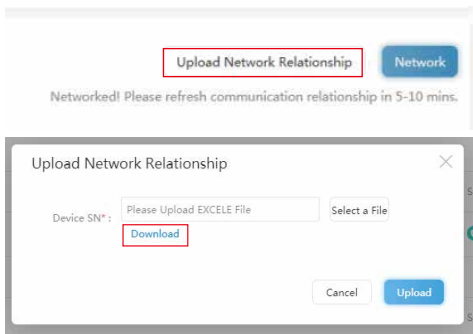 Upload Network Relationship Network
Networked! Please refresh communication relationship in 5-10 mins.
Upload Network Relationship
Device SN* : Please Upload EXCELE File Select a File
Download
Cancel Upload